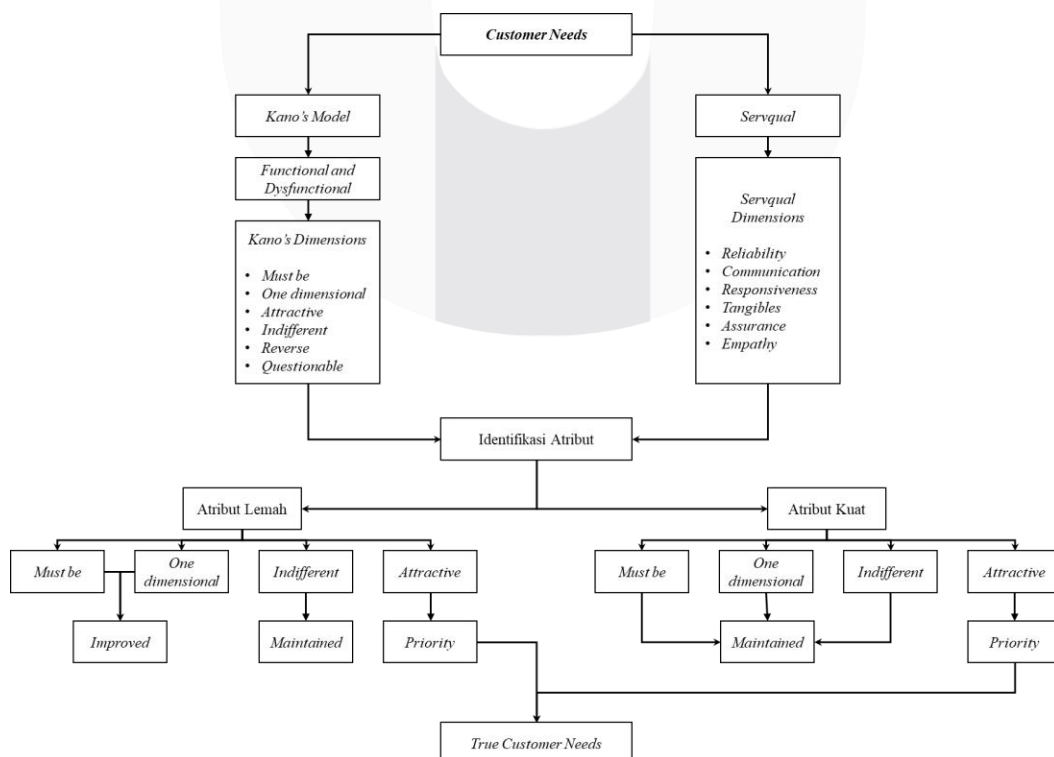 Customer Needs
Kano's Model
Servqual
Functional and
Dysfunctional
Kano's Dimensions
• Must be
• One dimensional
• Attractive
• Indifferent
• Reverse
• Questionable
Servqual
Dimensions
• Reliability
• Communication
• Responsiveness
• Tangibles
• Assurance
• Empathy
Identifikasi Atribut
Atribut Lemah
Atribut Kuat
Must be
One
dimensional
Indifferent
Attractive
Must be
One
dimensional
Indifferent
Attractive
Improved
Maintained
Priority
Maintained
Priority
True Customer Needs